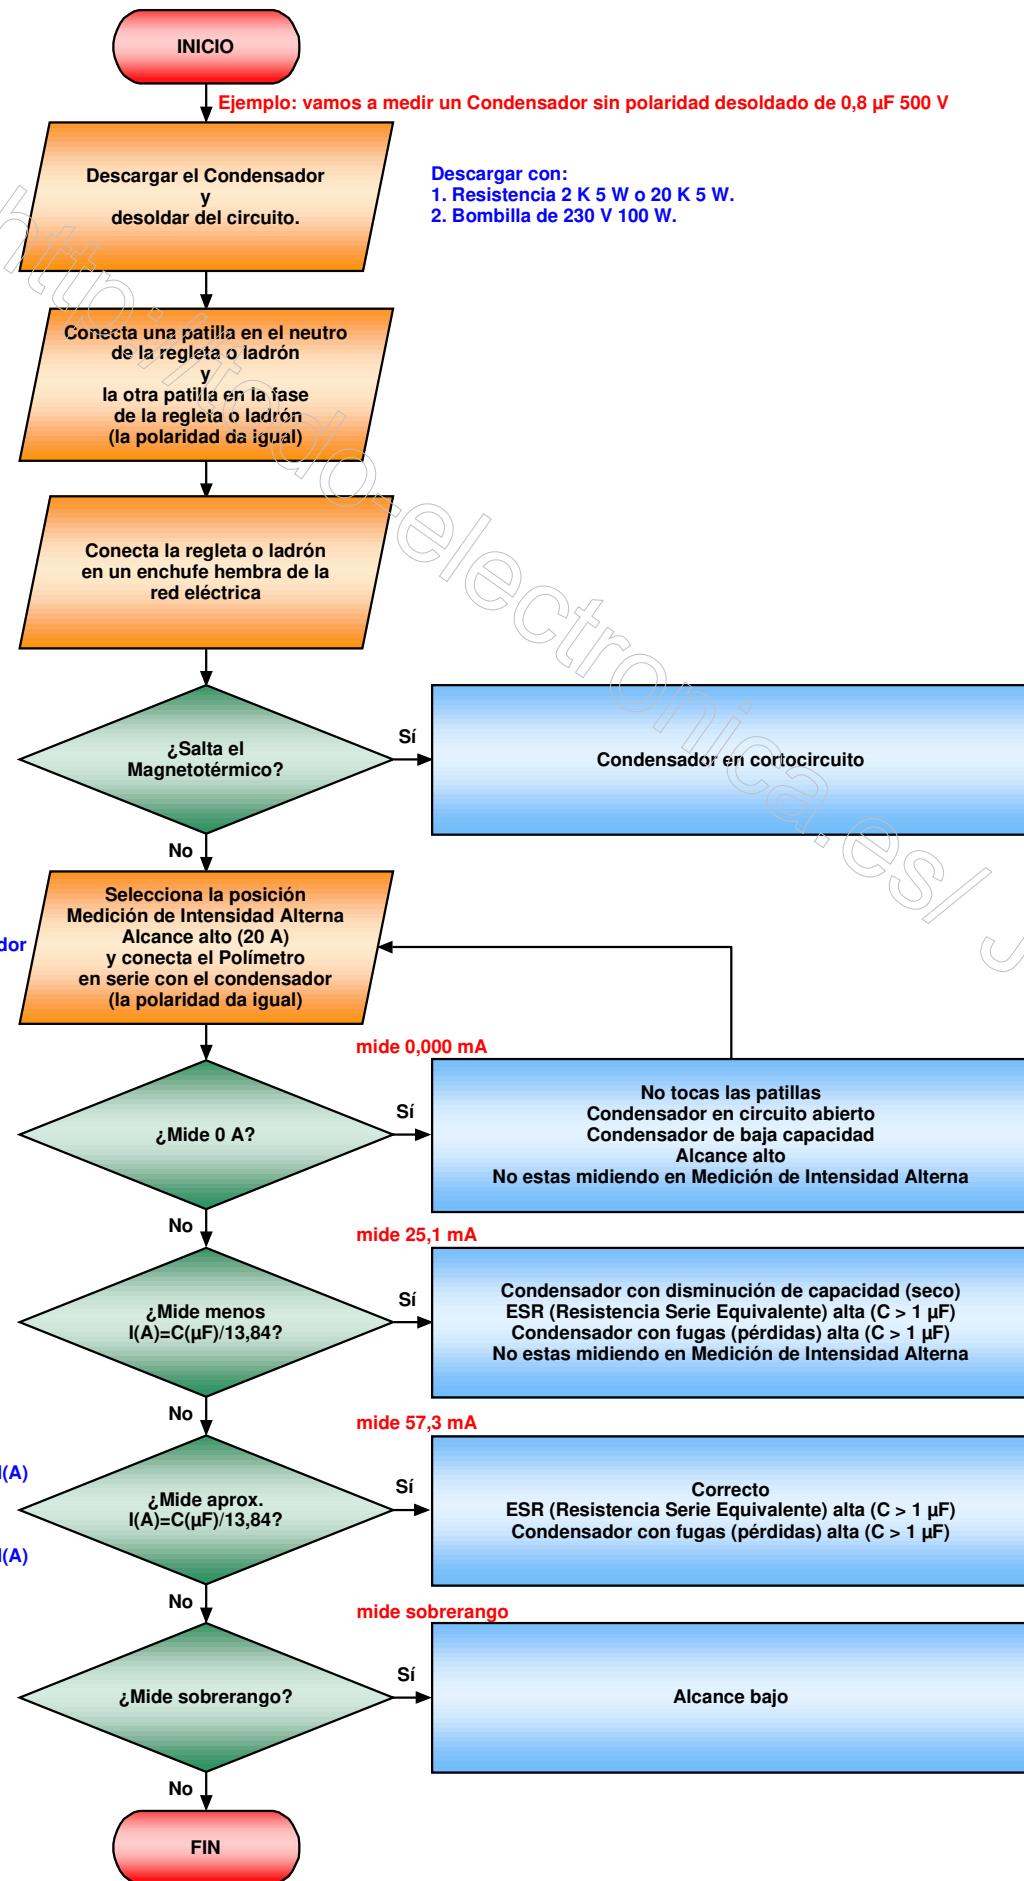 INICIO
Ejemplo: vamos a medir un Condensador sin polaridad desoldado de 0,8 µF 500 V
Descargar el Condensador
y
desoldar del circuito.
Descargar con:
1. Resistencia 2 K 5 W o 20 K 5 W.
2. Bombilla de 230 V 100 W.
Conecta una patilla en el neutro
de la regleta o ladrón
y
la otra patilla en la fase
de la regleta o ladrón
(la polaridad da igual)
Conecta la regleta o ladrón
en un enchufe hembra de la
red eléctrica
¿Salta el
Magnetotérmico?
Sí
Condensador en cortocircuito
No
Selecciona la posición
Medición de Intensidad Alterna
Alcance alto (20 A)
y conecta el Polímetro
en serie con el condensador
(la polaridad da igual)
mide 0,000 mA
¿Mide 0 A?
Sí
No tocas las patillas
Condensador en circuito abierto
Condensador de baja capacidad
Alcance alto
No estas midiendo en Medición de Intensidad Alterna
No
mide 25,1 mA
¿Mide menos
I(A)=C(µF)/13,84?
Sí
Condensador con disminución de capacidad (seco)
ESR (Resistencia Serie Equivalente) alta (C > 1 µF)
Condensador con fugas (pérdidas) alta (C > 1 µF)
No estas midiendo en Medición de Intensidad Alterna
No
mide 57,3 mA
I(A)
¿Mide aprox.
I(A)=C(µF)/13,84?
I(A)
Sí
Correcto
ESR (Resistencia Serie Equivalente) alta (C > 1 µF)
Condensador con fugas (pérdidas) alta (C > 1 µF)
No
mide sobrerango
¿Mide sobrerango?
Sí
Alcance bajo
No
FIN
http://todo-electronica.es/ J